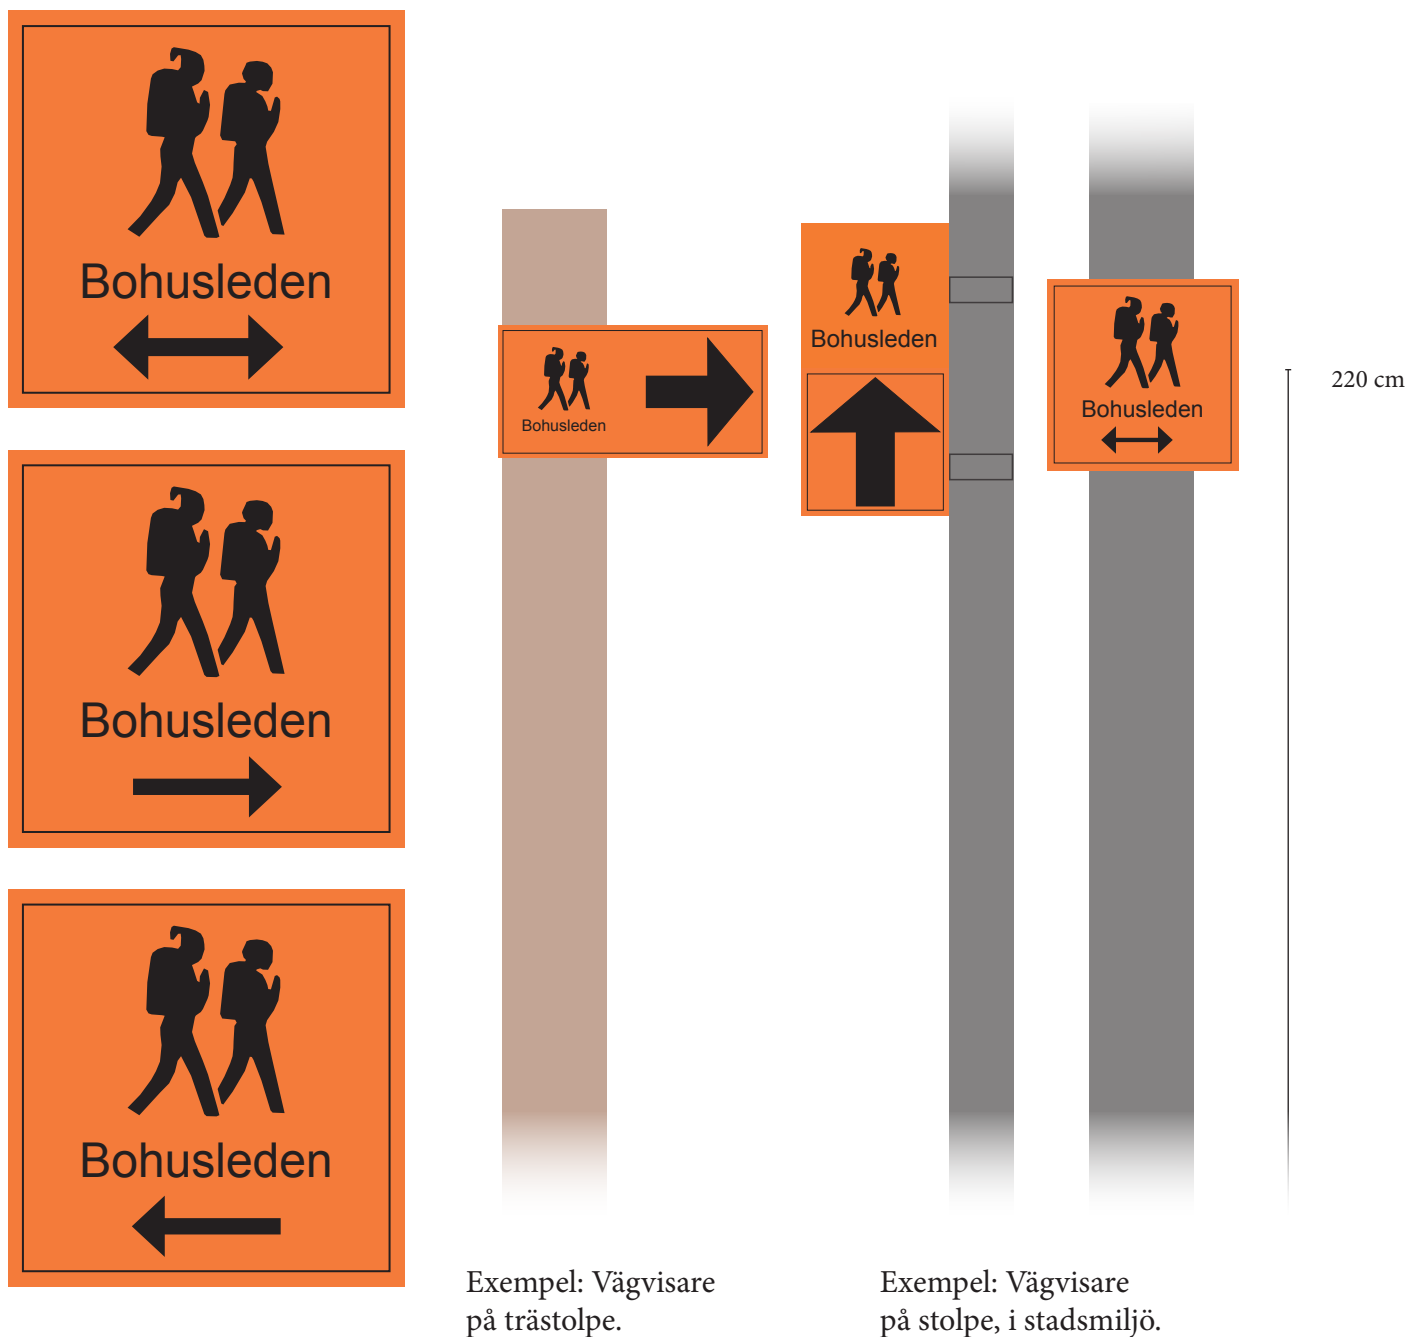 Bohusleden
Bohusleden
Bohusleden
Bohusleden
Bohusleden
Bohusleden
220 cm
Exempel: Vägvisare
på trästolpe.
Exempel: Vägvisare
på stolpe, i stadsmiljö.